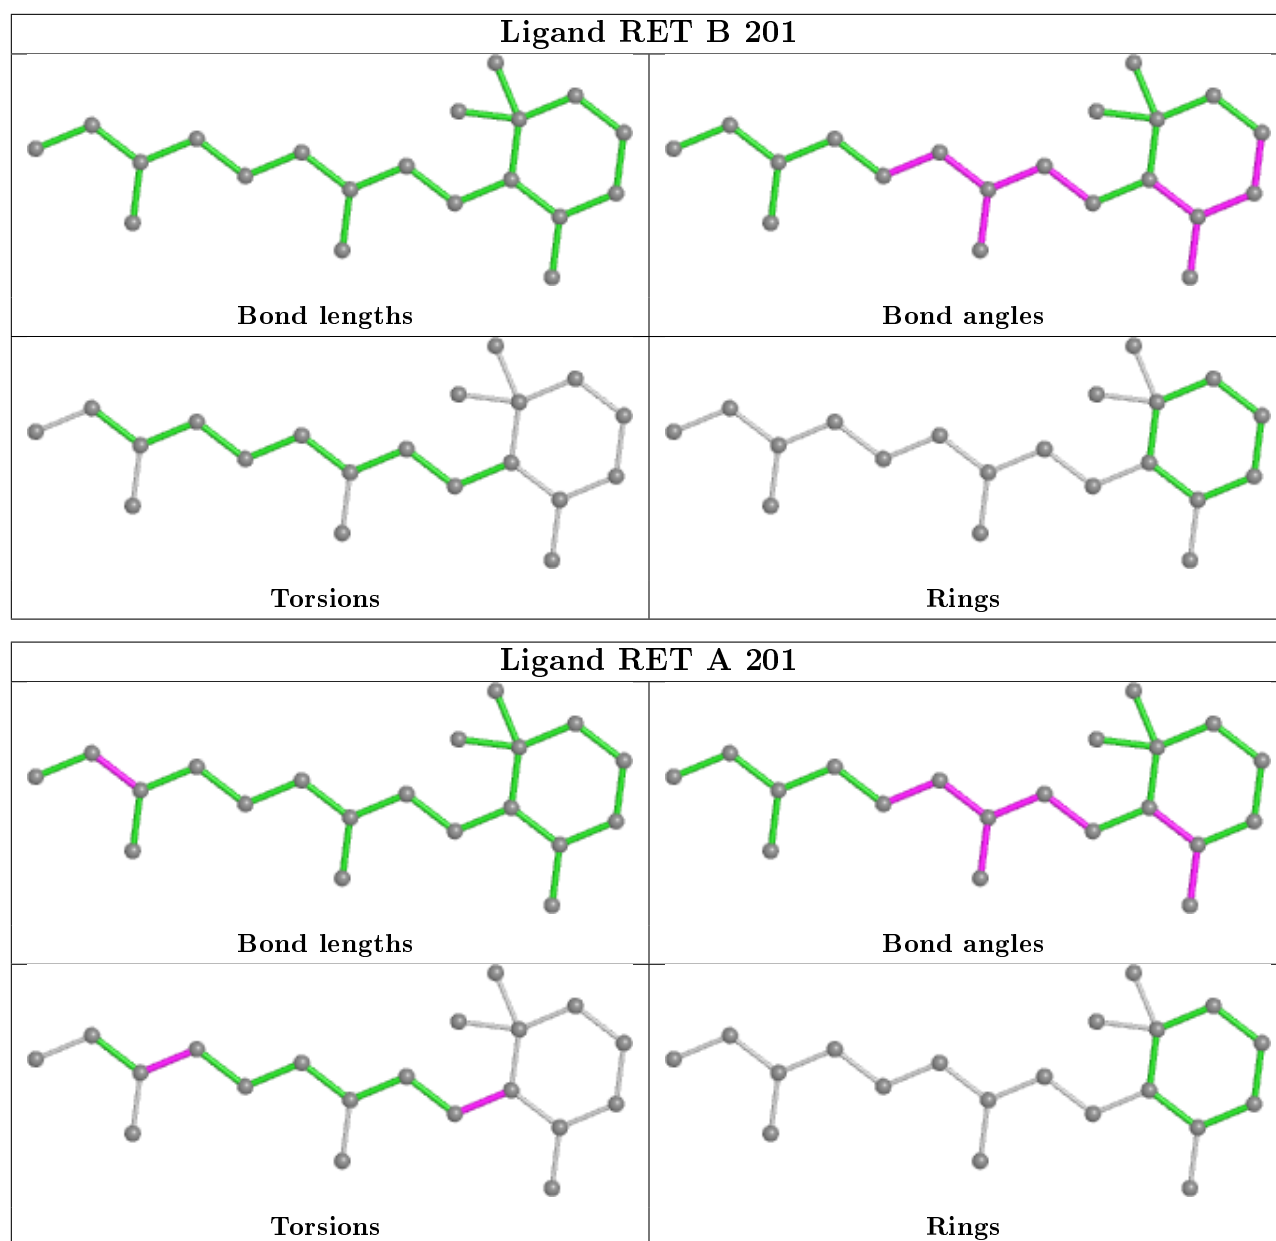 Ligand RET B 201
Bond lengths
Bond angles
Torsions
Rings
Ligand RET A 201
Bond lengths
Bond angles
Torsions
Rings